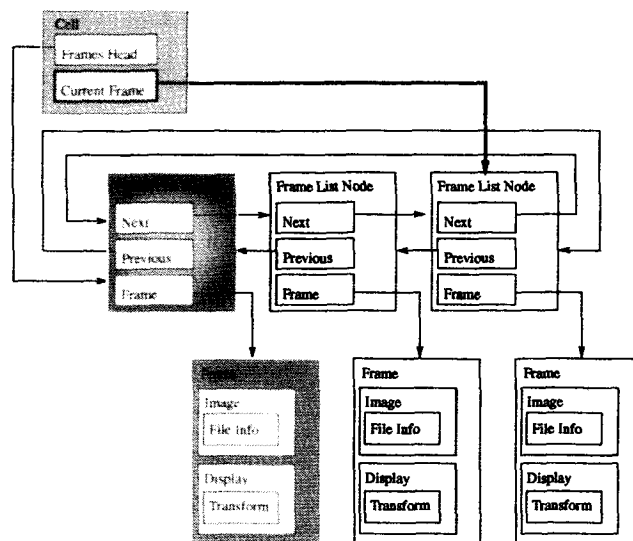 Cell
Frames Head
Current Frame
Frame List Node
Frame List Node
Next
Next
Next
Previous
Previous
Previous
Frame
Frame
Frame
Frame
Frame
Image
Image
Image
File Info
File Info
File Info
Display
Display
Display
Transform
Transform
Transform